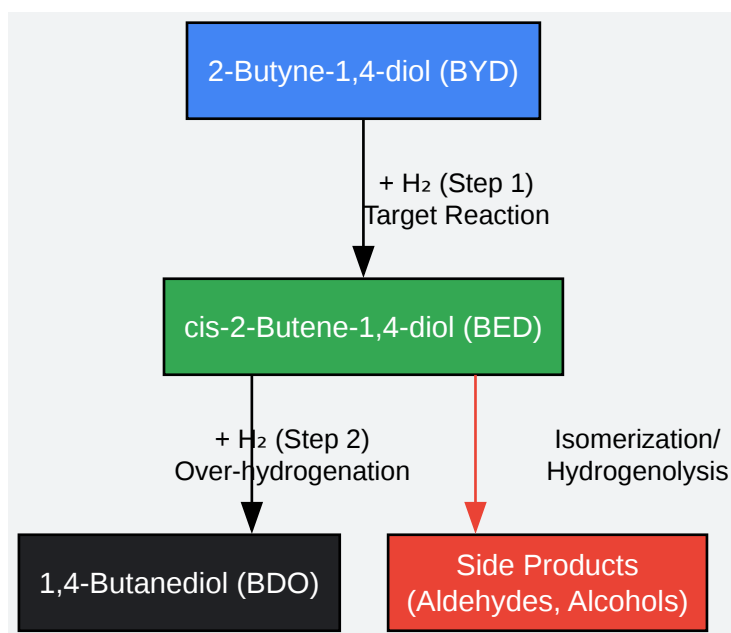 2-Butyne-1,4-diol (BYD)
+ H₂ (Step 1)
Target Reaction
cis-2-Butene-1,4-diol (BED)
+ H₂ (Step 2)
Over-hydrogenation
Isomerization/
Hydrogenolysis
1,4-Butanediol (BDO)
Side Products
(Aldehydes, Alcohols)